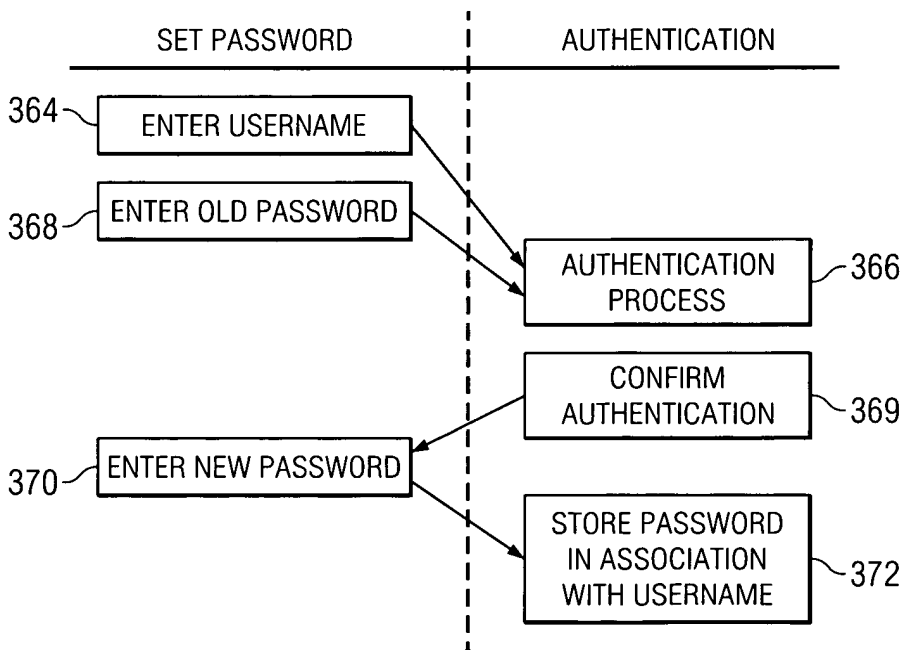 SET PASSWORD
AUTHENTICATION
364
ENTER USERNAME
368
ENTER OLD PASSWORD
AUTHENTICATION
PROCESS
366
CONFIRM
AUTHENTICATION
369
370
ENTER NEW PASSWORD
STORE PASSWORD
IN ASSOCIATION
WITH USERNAME
372